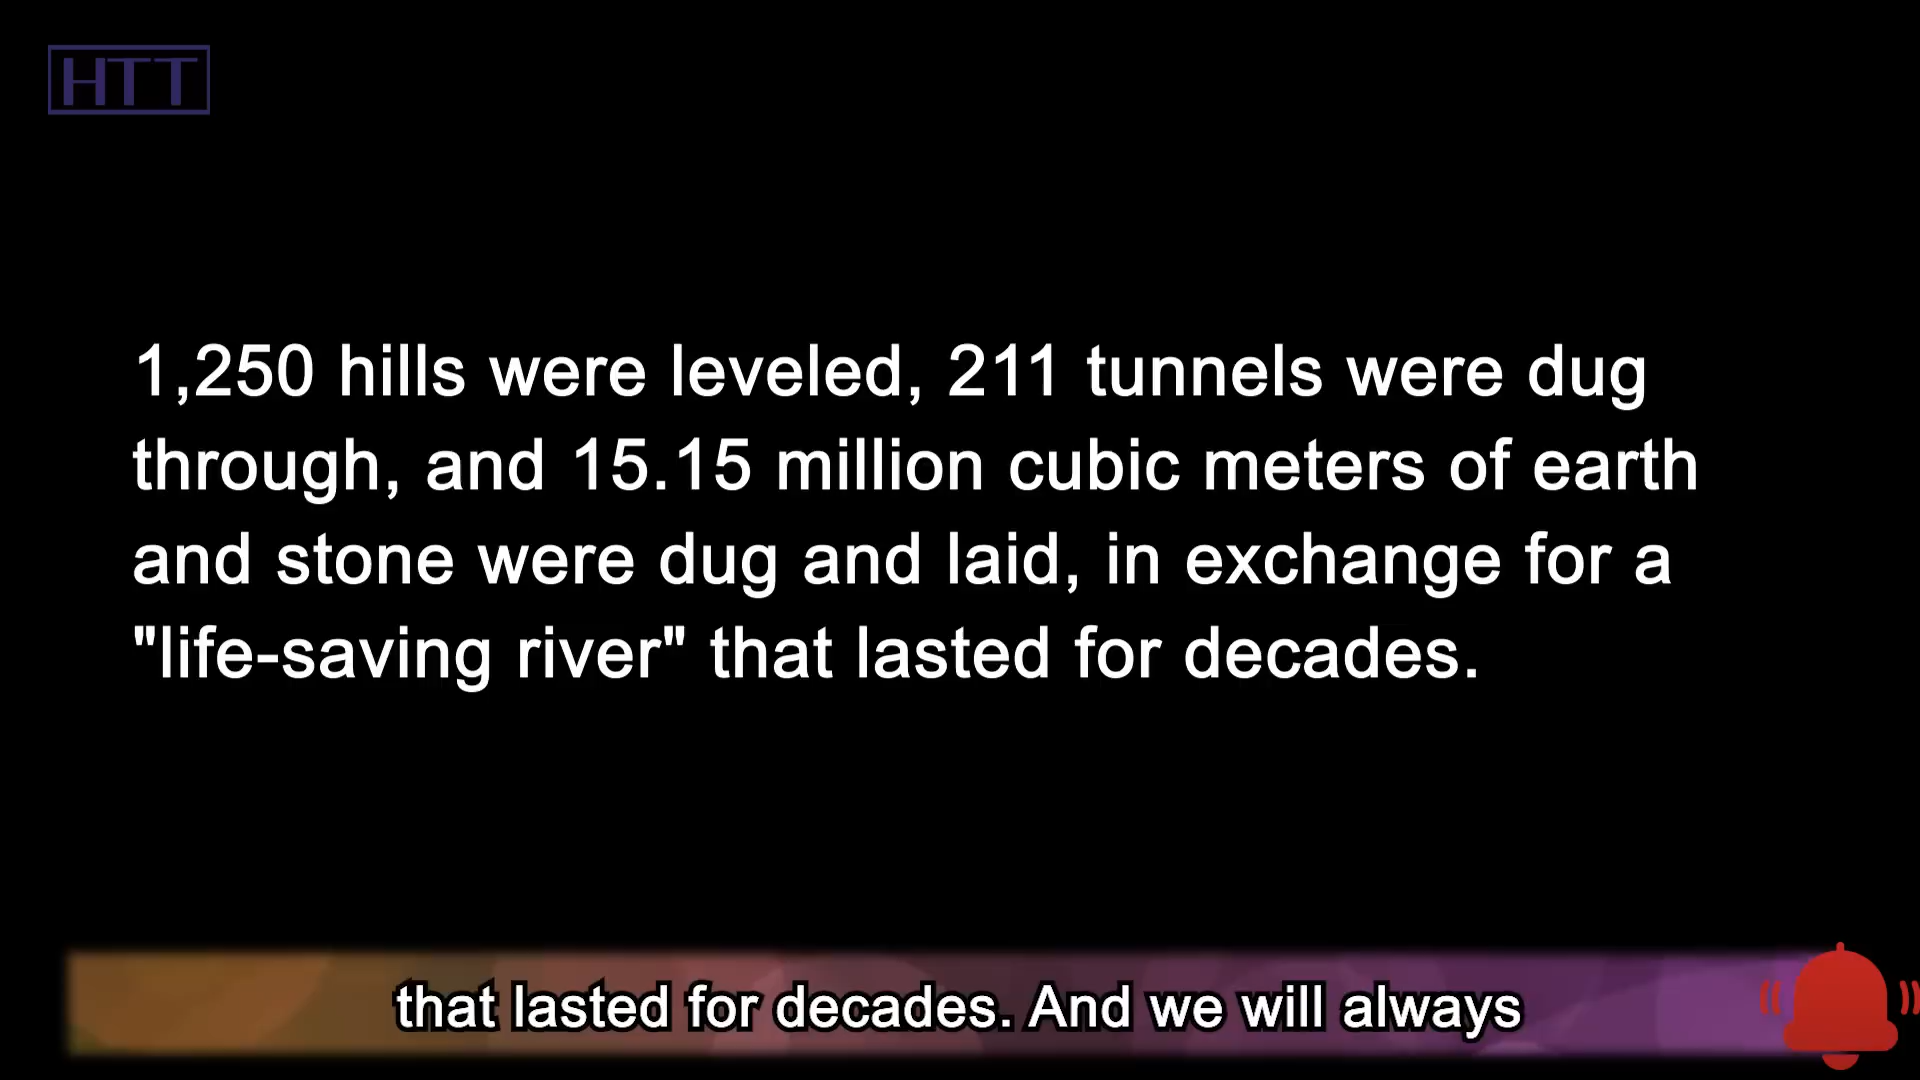 HTT
1,250 hills were leveled, 211 tunnels were dug
through, and 15.15 million cubic meters of earth
and stone were dug and laid, in exchange for a
"life-saving river" that lasted for decades.
that lasted for decades. And we will always